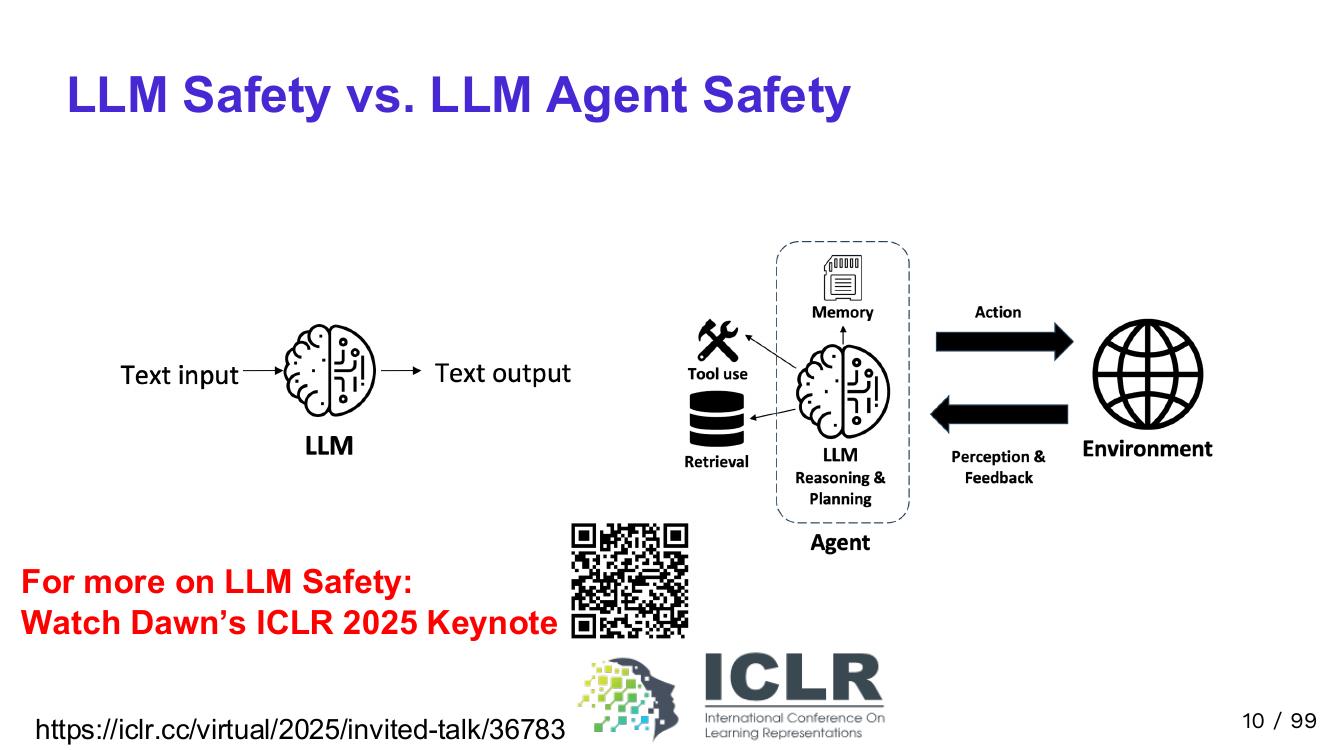 LLM Safety vs. LLM Agent Safety
Text input
Text output
LLM
Memory
Tool use
Retrieval
LLM
Reasoning &
Planning
Agent
Action
Perception &
Feedback
Environment
For more on LLM Safety:
Watch Dawn’s ICLR 2025 Keynote
ICLR
International Conference On
Learning Representations
https://iclr.cc/virtual/2025/invited-talk/36783
10 / 99